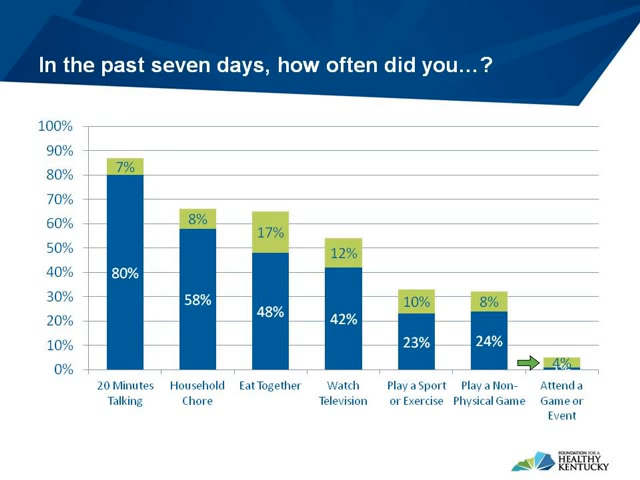 In the past seven days, how often did you…?
100%
90%
80%
70%
60%
50%
40%
30%
20%
10%
0%
7%
80%
8%
58%
17%
48%
12%
42%
10%
23%
8%
24%
4%
1%
20 Minutes
Talking
Household
Chore
Eat Together
Watch
Television
Play a Sport
or Exercise
Play a Non-
Physical Game
Attend a
Game or
Event
FOUNDATION FOR A
HEALTHY
KENTUCKY